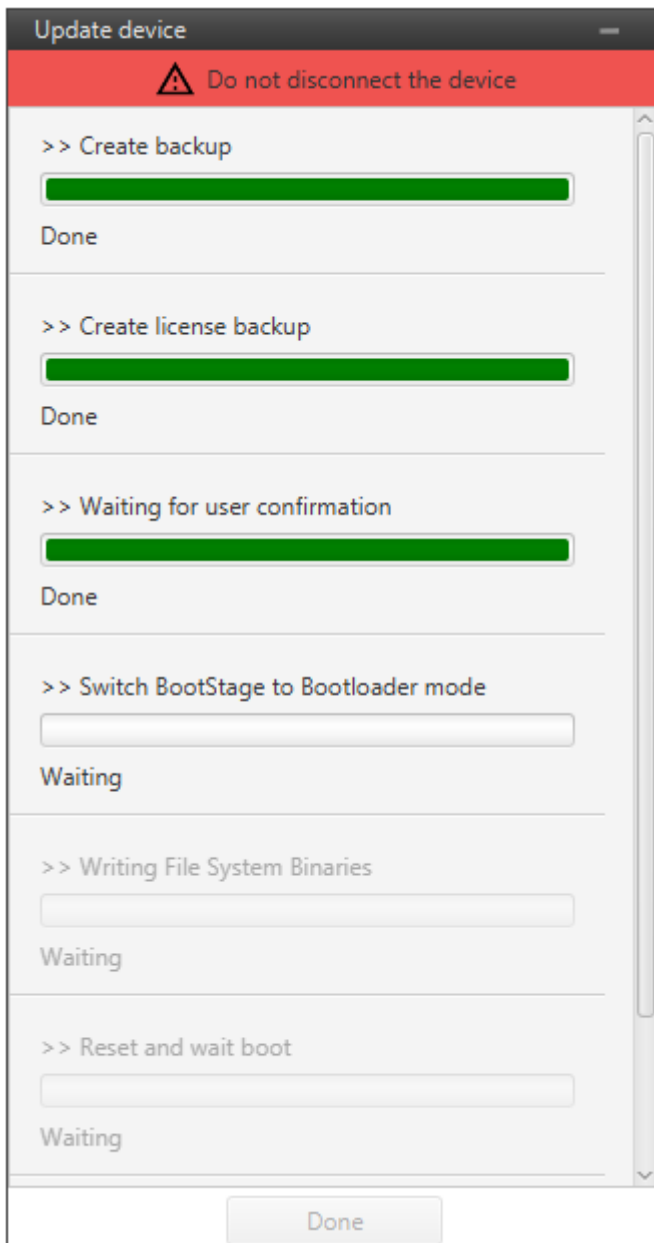 Update device
Do not disconnect the device
>> Create backup
Done
>> Create license backup
Done
>> Waiting for user confirmation
Done
>> Switch BootStage to Bootloader mode
Waiting
>> Writing File System Binaries
Waiting
>> Reset and wait boot
Waiting
Done